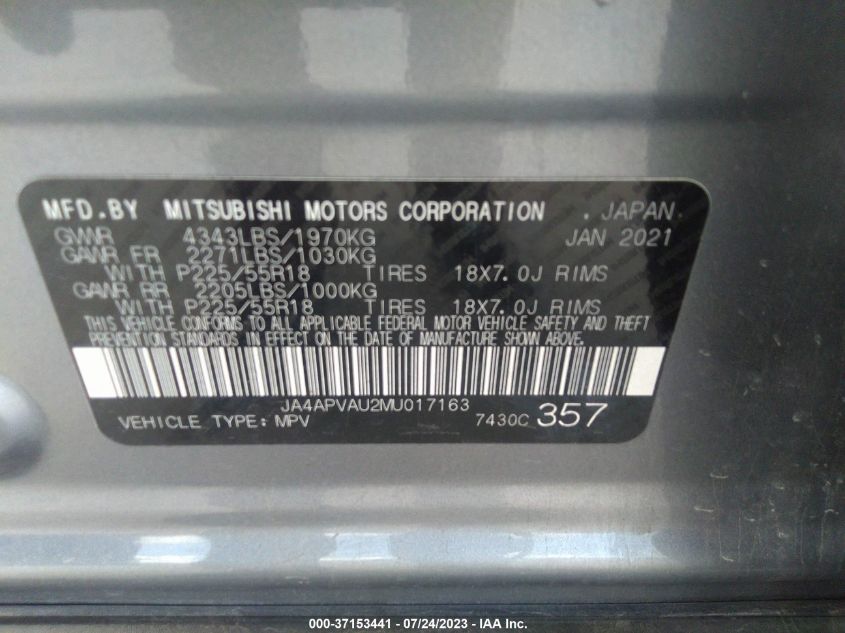 MFD.BY MITSUBISHI MOTORS CORPORATION .JAPAN.
GVWR 4343LBS/1970KG JAN 2021
GAWR FR 2271LBS/1030KG
WITH P225/55R18 TIRES 18X7.0J RIMS
GAWR RR 2205LBS/1000KG
WITH P225/55R18 TIRES 18X7.0J RIMS
THIS VEHICLE CONFORMS TO ALL APPLICABLE FEDERAL MOTOR VEHICLE SAFETY AND THEFT
PREVENTION STANDARDS IN EFFECT ON THE DATE OF MANUFACTURE SHOWN ABOVE.
JA4APVAU2MU017163
VEHICLE TYPE: MPV 7430C 357
000-37153441 - 07/24/2023 - IAA Inc.